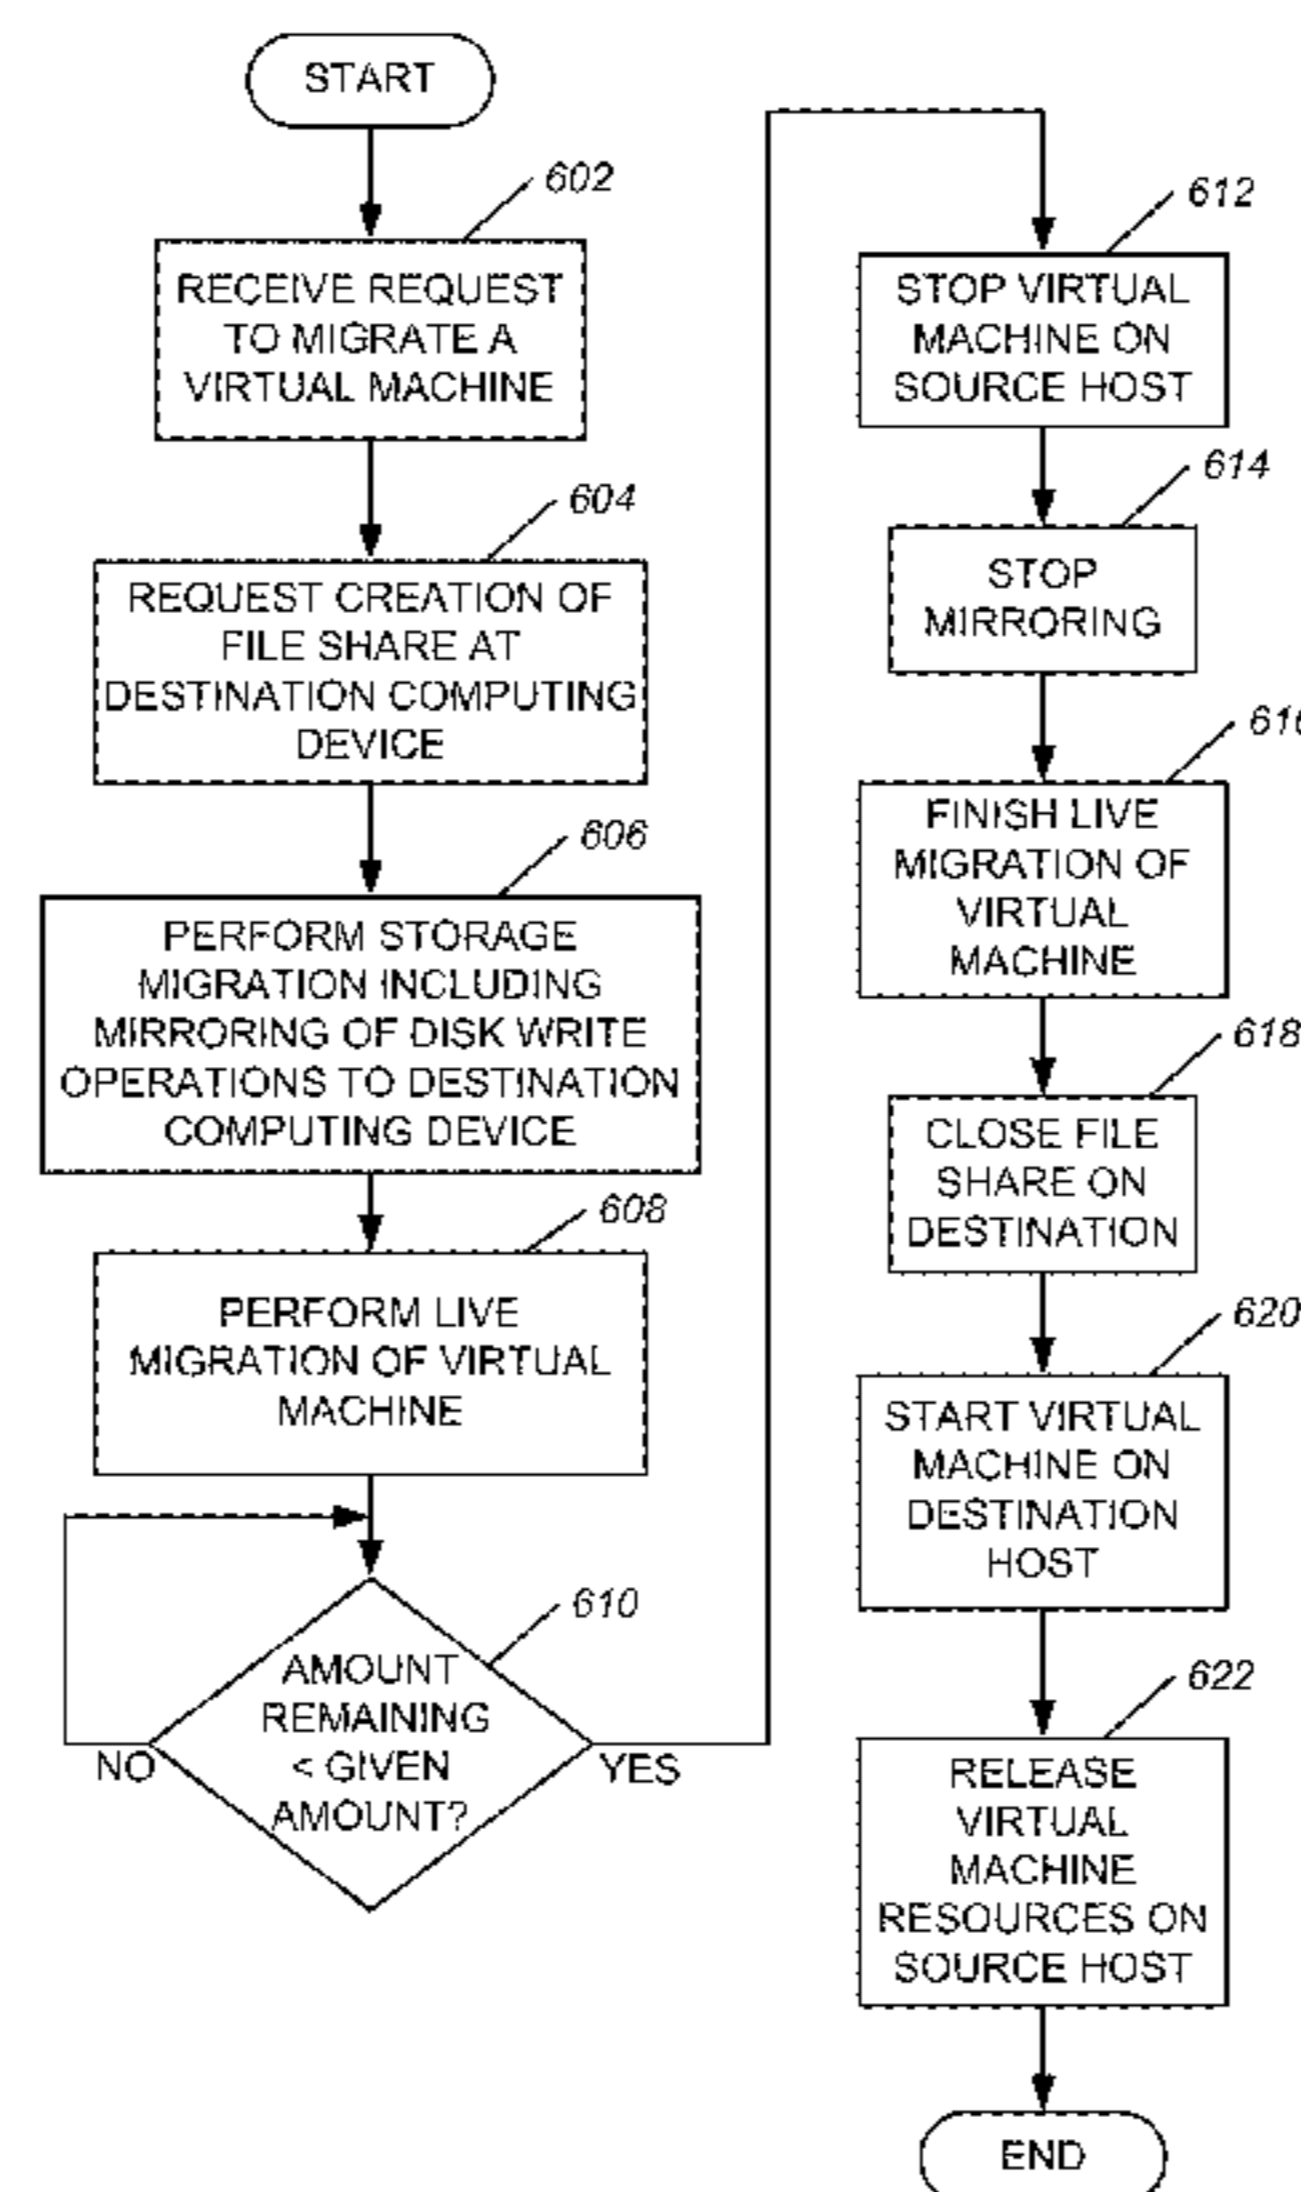 START
602
RECEIVE REQUEST
TO MIGRATE A
VIRTUAL MACHINE
604
REQUEST CREATION OF
FILE SHARE AT
DESTINATION COMPUTING
DEVICE
606
PERFORM STORAGE
MIGRATION INCLUDING
MIRRORING OF DISK WRITE
OPERATIONS TO DESTINATION
COMPUTING DEVICE
608
PERFORM LIVE
MIGRATION OF VIRTUAL
MACHINE
610
AMOUNT
REMAINING
< GIVEN
AMOUNT?
NO
YES
612
STOP VIRTUAL
MACHINE ON
SOURCE HOST
614
STOP
MIRRORING
616
FINISH LIVE
MIGRATION OF
VIRTUAL
MACHINE
618
CLOSE FILE
SHARE ON
DESTINATION
620
START VIRTUAL
MACHINE ON
DESTINATION
HOST
622
RELEASE
VIRTUAL
MACHINE
RESOURCES ON
SOURCE HOST
END